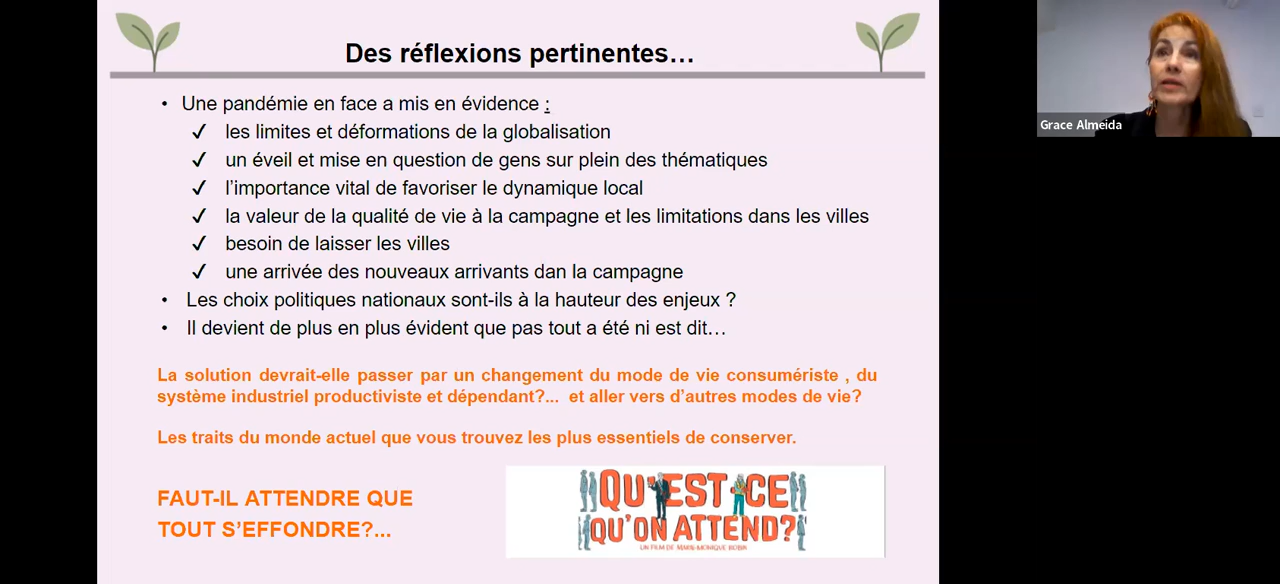 Des réflexions pertinentes…
• Une pandémie en face a mis en évidence :
✓ les limites et déformations de la globalisation
✓ un éveil et mise en question de gens sur plein des thématiques
✓ l’importance vital de favoriser le dynamique local
✓ la valeur de la qualité de vie à la campagne et les limitations dans les villes
✓ besoin de laisser les villes
✓ une arrivée des nouveaux arrivants dan la campagne
• Les choix politiques nationaux sont-ils à la hauteur des enjeux ?
• Il devient de plus en plus évident que pas tout a été ni est dit…
La solution devrait-elle passer par un changement du mode de vie consumériste , du
système industriel productiviste et dépendant?... et aller vers d’autres modes de vie?
Les traits du monde actuel que vous trouvez les plus essentiels de conserver.
FAUT-IL ATTENDRE QUE
TOUT S’EFFONDRE?...
QU'EST CE
QU'ON ATTEND?
UN FILM DE MARIE-MONIQUE ROBIN
Grace Almeida